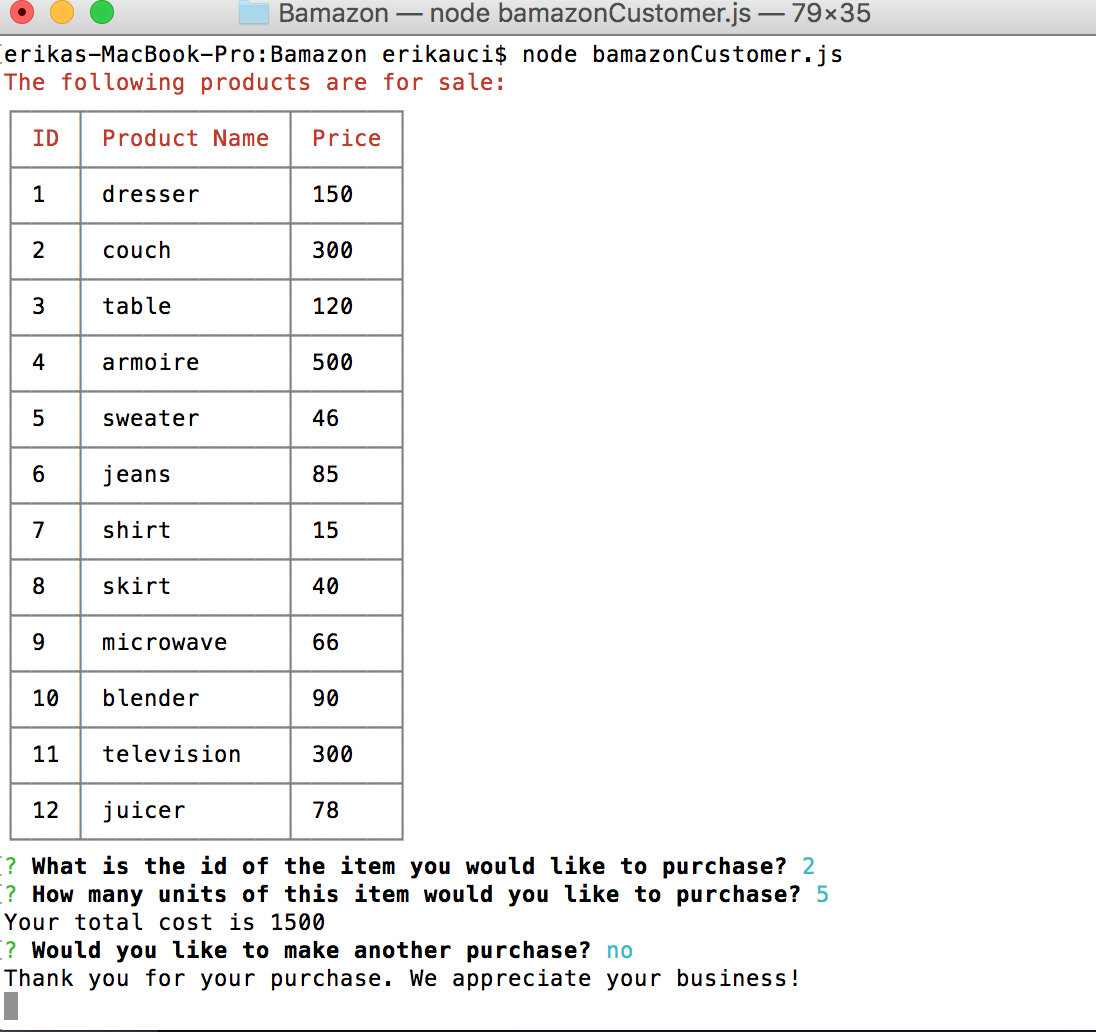 Bamazon — node bamazonCustomer.js — 79×35
erikas-MacBook-Pro:Bamazon erikauci$ node bamazonCustomer.js
The following products are for sale:
ID Product Name Price
1 dresser 150
2 couch 300
3 table 120
4 armoire 500
5 sweater 46
6 jeans 85
7 shirt 15
8 skirt 40
9 microwave 66
10 blender 90
11 television 300
12 juicer 78
? What is the id of the item you would like to purchase? 2
? How many units of this item would you like to purchase? 5
Your total cost is 1500
? Would you like to make another purchase? no
Thank you for your purchase. We appreciate your business!